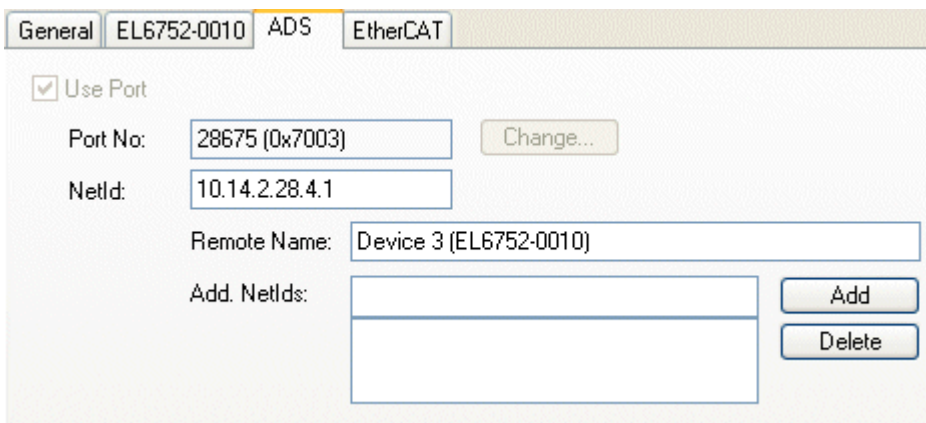 General EL6752-0010 ADS EtherCAT
Use Port
Port No: 28675 (0x7003) Change...
NetId: 10.14.2.28.4.1
Remote Name: Device 3 (EL6752-0010)
Add. NetIds: Add
Delete